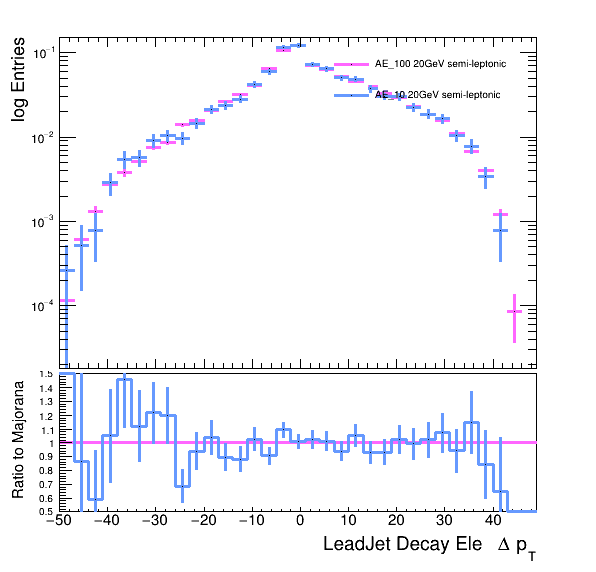 log Entries
10⁻¹
10⁻²
10⁻³
10⁻⁴
AE_100 20GeV semi-leptonic
AE_10 20GeV semi-leptonic
Ratio to Majorana
1.5
1.4
1.3
1.2
1.1
1
0.9
0.8
0.7
0.6
0.5
−50 −40 −30 −20 −10 0 10 20 30 40
LeadJet Decay Ele Δ p_T